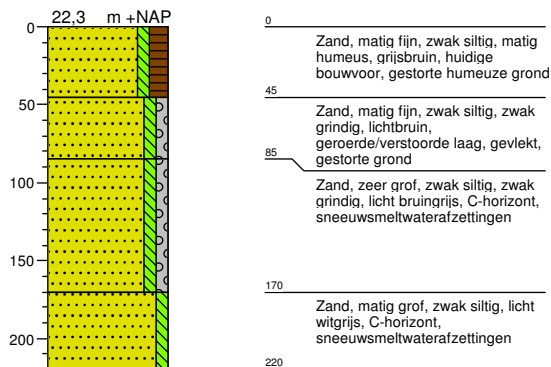 22,3 m +NAP
0
50
100
150
200
0
Zand, matig fijn, zwak siltig, matig
humeus, grijsbruin, huidige
bouwvoor, gestorte humeuze grond
45
Zand, matig fijn, zwak siltig, zwak
grindig, lichtbruin,
geroerde/verstoorde laag, gevlekt,
gestorte grond
85
Zand, zeer grof, zwak siltig, zwak
grindig, licht bruingrijs, C-horizont,
sneeuwsmeltwaterafzettingen
170
Zand, matig grof, zwak siltig, licht
witgrijs, C-horizont,
sneeuwsmeltwaterafzettingen
220